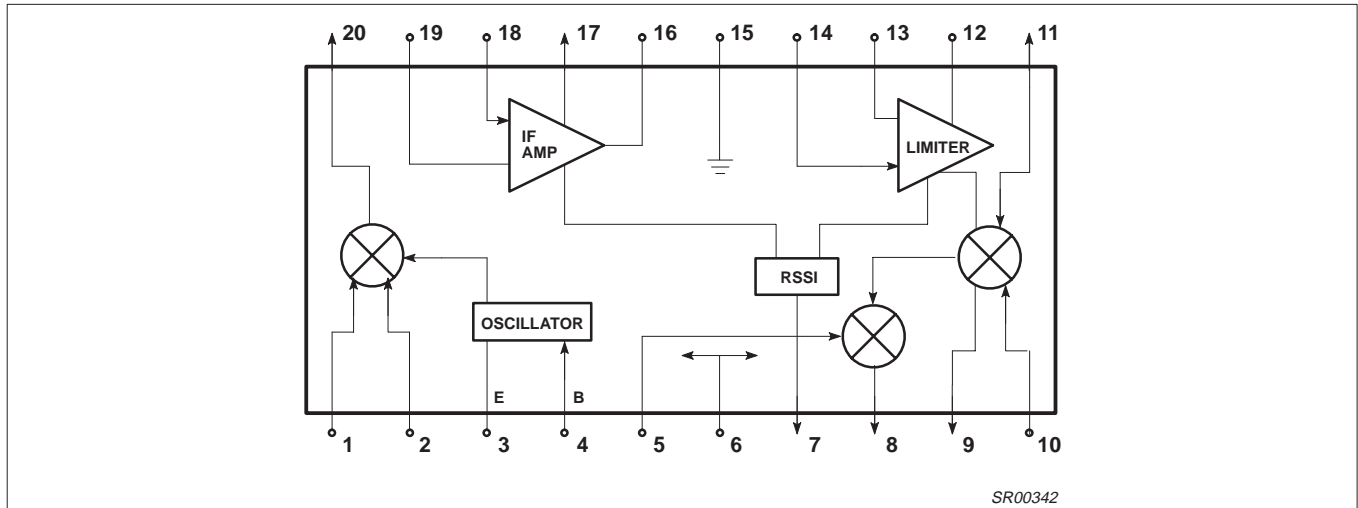 20 19 18 17 16 15 14 13 12 11
IF
AMP
LIMITER
RSSI
OSCILLATOR
E B
1 2 3 4 5 6 7 8 9 10
SR00342